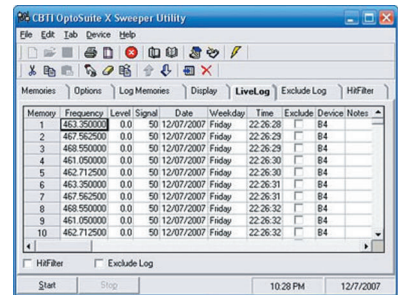 CBTI OptoSuite X Sweeper Utility
File Edit Tab Device Help
Memories Options Log Memories Display LiveLog Exclude Log HitFilter
Memory Frequency Level Signal Date Weekday Time Exclude Device Notes
1 463.350000 0.0 50 12/07/2007 Friday 22:26:28 B4
2 467.562500 0.0 50 12/07/2007 Friday 22:26:29 B4
3 468.550000 0.0 50 12/07/2007 Friday 22:26:29 B4
4 461.050000 0.0 50 12/07/2007 Friday 22:26:30 B4
5 462.712500 0.0 50 12/07/2007 Friday 22:26:30 B4
6 463.350000 0.0 50 12/07/2007 Friday 22:26:31 B4
7 467.562500 0.0 50 12/07/2007 Friday 22:26:31 B4
8 468.550000 0.0 50 12/07/2007 Friday 22:26:32 B4
9 461.050000 0.0 50 12/07/2007 Friday 22:26:32 B4
10 462.712500 0.0 50 12/07/2007 Friday 22:26:32 B4
HitFilter Exclude Log
Start Stop 10:28 PM 12/7/2007